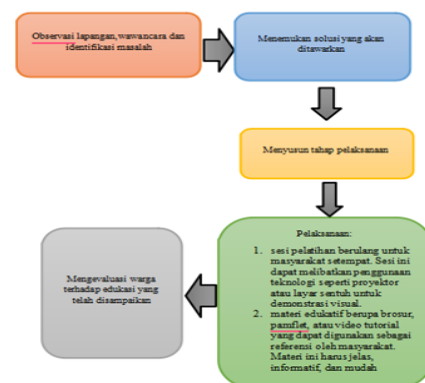 Observasi lapangan, wawancara dan
identifikasi masalah
Menemukan solusi yang akan
ditawarkan
Menyusun tahap pelaksanaan
Pelaksanaan:
1. sesi pelatihan berulang untuk
masyarakat setempat. Sesi ini
dapat melibatkan penggunaan
teknologi seperti proyektor
atau layar sentuh untuk
demonstrasi visual.
2. materi edukatif berupa brosur,
pamflet, atau video tutorial
yang dapat digunakan sebagai
referensi oleh masyarakat.
Materi ini harus jelas,
informatif, dan mudah
Mengevaluasi warga
terhadap edukasi yang
telah disampaikan